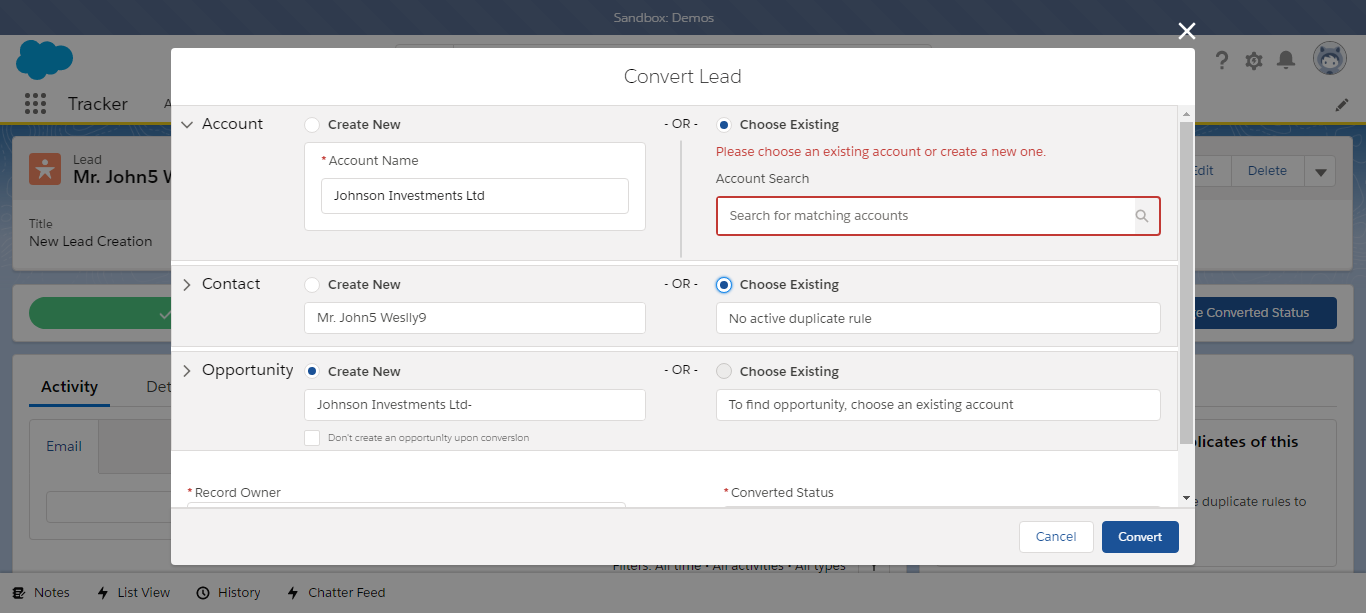 Sandbox: Demos
Convert Lead
Tracker
Account
Create New
- OR -
Choose Existing
* Account Name
Johnson Investments Ltd
Please choose an existing account or create a new one.
Account Search
Search for matching accounts
Lead
Mr. John5
Title
New Lead Creation
Delete
Contact
Create New
- OR -
Choose Existing
Mr. John5 Weslly9
No active duplicate rule
Converted Status
Opportunity
Create New
- OR -
Choose Existing
Johnson Investments Ltd-
To find opportunity, choose an existing account
Don't create an opportunity upon conversion
Activity
Email
of this
duplicate rules to
* Record Owner
* Converted Status
Cancel
Convert
Filters: All time • All activities • All types
Notes
List View
History
Chatter Feed